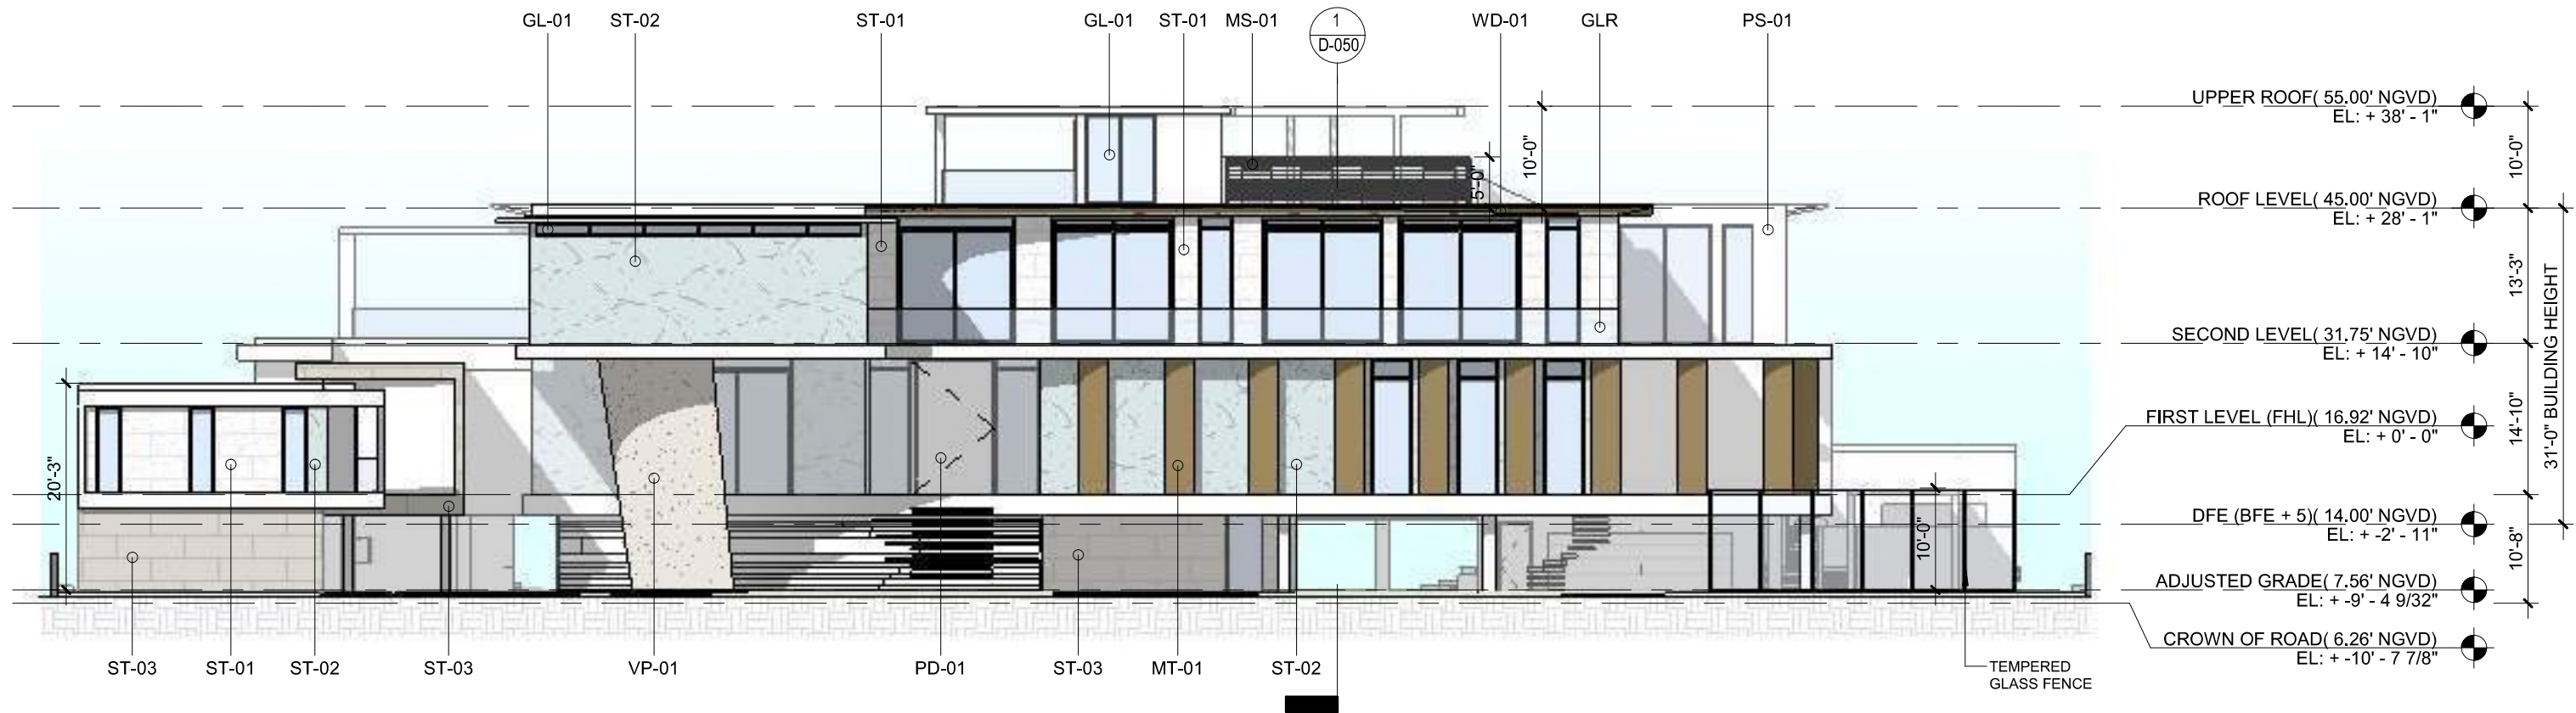 GL-01
ST-02
ST-01
GL-01
ST-01
MS-01
1
D-050
WD-01
GLR
PS-01
UPPER ROOF( 55.00' NGVD)
EL: + 38' - 1"
ROOF LEVEL( 45.00' NGVD)
EL: + 28' - 1"
SECOND LEVEL( 31.75' NGVD)
EL: + 14' - 10"
FIRST LEVEL (FHL)( 16.92' NGVD)
EL: + 0' - 0"
DFE (BFE + 5)( 14.00' NGVD)
EL: + -2' - 11"
ADJUSTED GRADE( 7.56' NGVD)
EL: + -9' - 4 9/32"
CROWN OF ROAD( 6.26' NGVD)
EL: + -10' - 7 7/8"
10'-0"
13'-3"
14'-10"
10'-8"
31'-0" BUILDING HEIGHT
10'-0"
5'-0"
20'-3"
10'-0"
ST-03
ST-01
ST-02
ST-03
VP-01
PD-01
ST-03
MT-01
ST-02
TEMPERED
GLASS FENCE